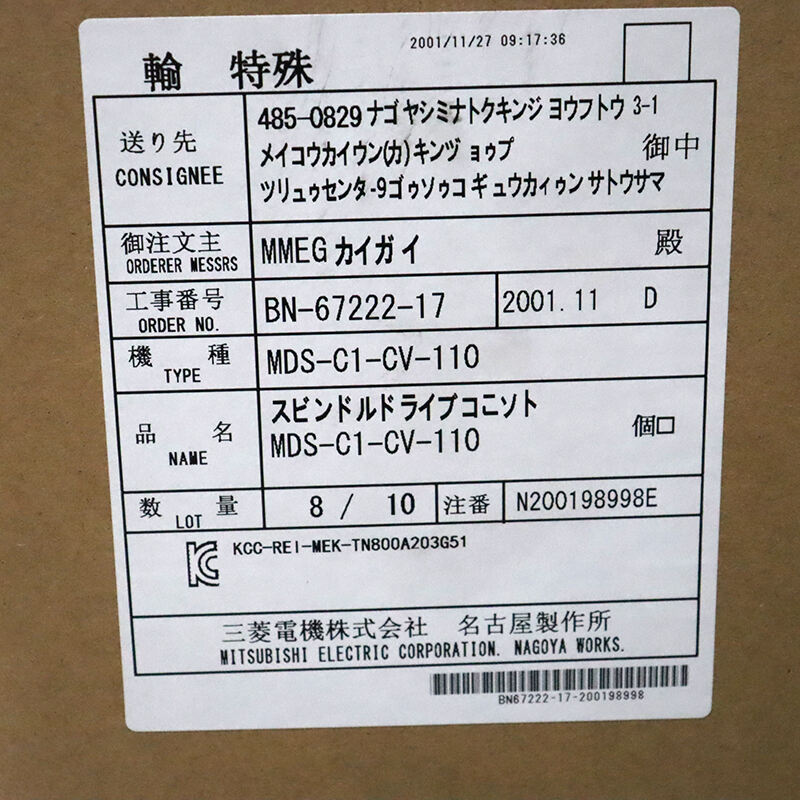 2001/11/27 09:17:36
輸 特殊
送り先
CONSIGNEE
485-0829 ナゴヤシミナトクキンジョウフトウ 3-1
メイコウカイウン(カ)キンヅョゥプ 御中
ツリュゥセンタ-9ゴゥソゥコ ギュウカィゥン サトウサマ
御注文主
ORDERER MESSRS
MMEG カイガイ 殿
工事番号
ORDER NO.
BN-67222-17
2001.11 D
機 種
TYPE
MDS-C1-CV-110
品 名
NAME
スビンドルドライブコニソト
MDS-C1-CV-110 個口
数 量
LOT
8 / 10
注番
N200198998E
KC
KCC-REI-MEK-TN800A203G51
三菱電機株式会社 名古屋製作所
MITSUBISHI ELECTRIC CORPORATION. NAGOYA WORKS.
BN67222-17-200198998